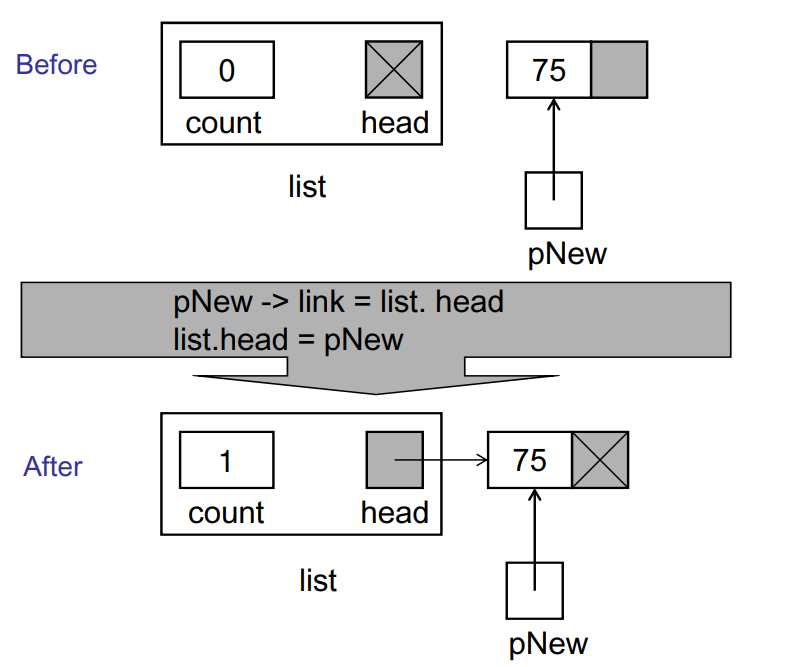 Before
0
75
count
head
list
pNew
pNew -> link = list. head
list.head = pNew
After
1
75
count
head
list
pNew